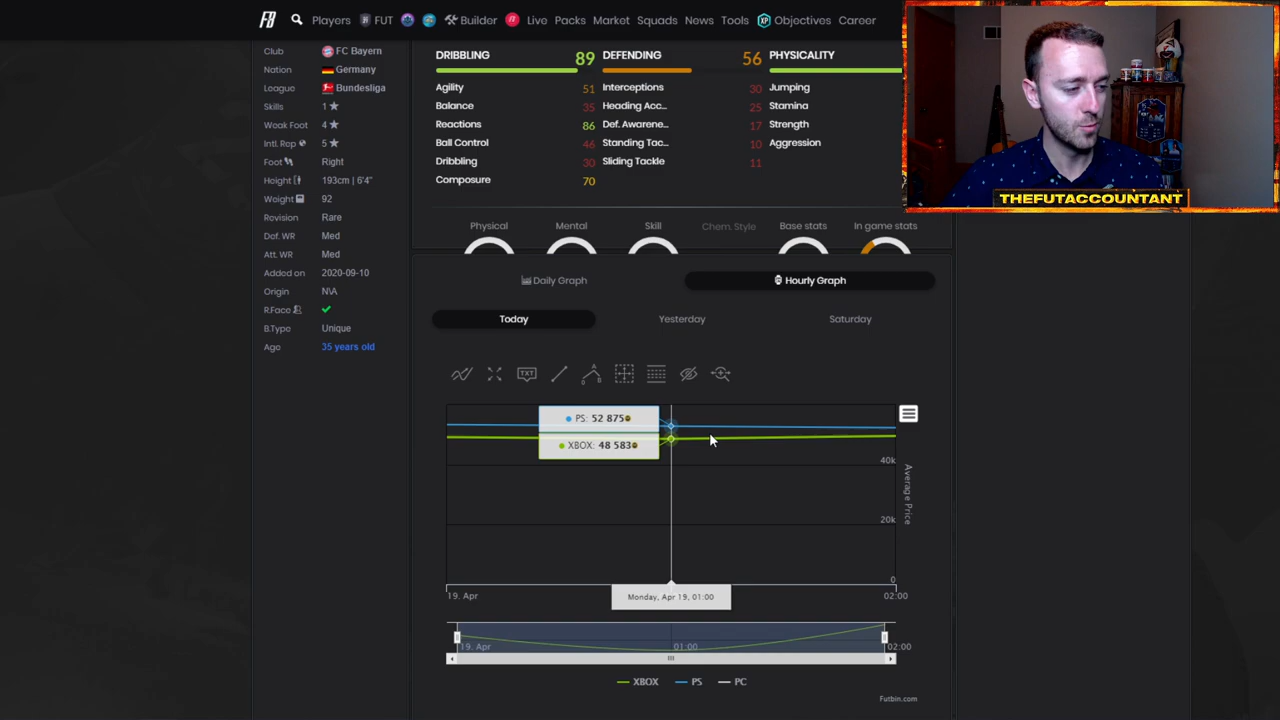 F8 Players FUT Builder Live Packs Market Squads News Tools XP Objectives Career
Club FC Bayern
Nation Germany
League Bundesliga
Skills 1★
Weak Foot 4★
Intl. Rep 5★
Foot Right
Height 193cm | 6'4"
Weight 92
Revision Rare
Def. WR Med
Att. WR Med
Added on 2020-09-10
Origin N\A
R.Face
B.Type Unique
Age 35 years old
DRIBBLING 89 DEFENDING 56 PHYSICALITY
Agility 51 Interceptions 30 Jumping
Balance 35 Heading Acc... 25 Stamina
Reactions 86 Def. Awarene... 17 Strength
Ball Control 46 Standing Tac... 10 Aggression
Dribbling 30 Sliding Tackle 11
Composure 70
THEFUTACCOUNTANT
Physical Mental Skill Chem. Style Base stats In game stats
Daily Graph Hourly Graph
Today Yesterday Saturday
TXT
PS: 52 875
XBOX: 48 583
40k
20k
0
Average Price
Monday, Apr 19, 01:00
19. Apr 02:00
19. Apr 01:00 02:00
XBOX PS PC
Futbin.com